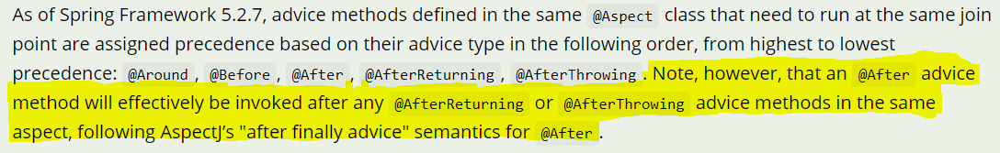 As of Spring Framework 5.2.7, advice methods defined in the same @Aspect class that need to run at the same join
point are assigned precedence based on their advice type in the following order, from highest to lowest
precedence: @Around, @Before, @After, @AfterReturning, @AfterThrowing. Note, however, that an @After advice
method will effectively be invoked after any @AfterReturning or @AfterThrowing advice methods in the same
aspect, following AspectJ’s "after finally advice" semantics for @After.